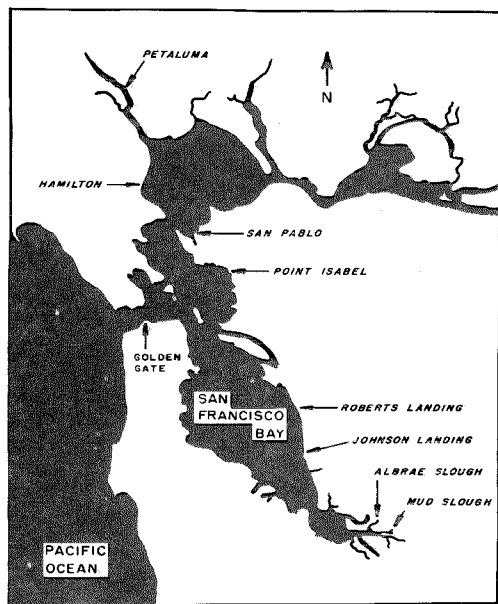 PETALUMA
N
HAMILTON
SAN PABLO
POINT ISABEL
GOLDEN
GATE
SAN
FRANCISCO
BAY
ROBERTS LANDING
JOHNSON LANDING
ALBRAE SLOUGH
MUD SLOUGH
PACIFIC
OCEAN